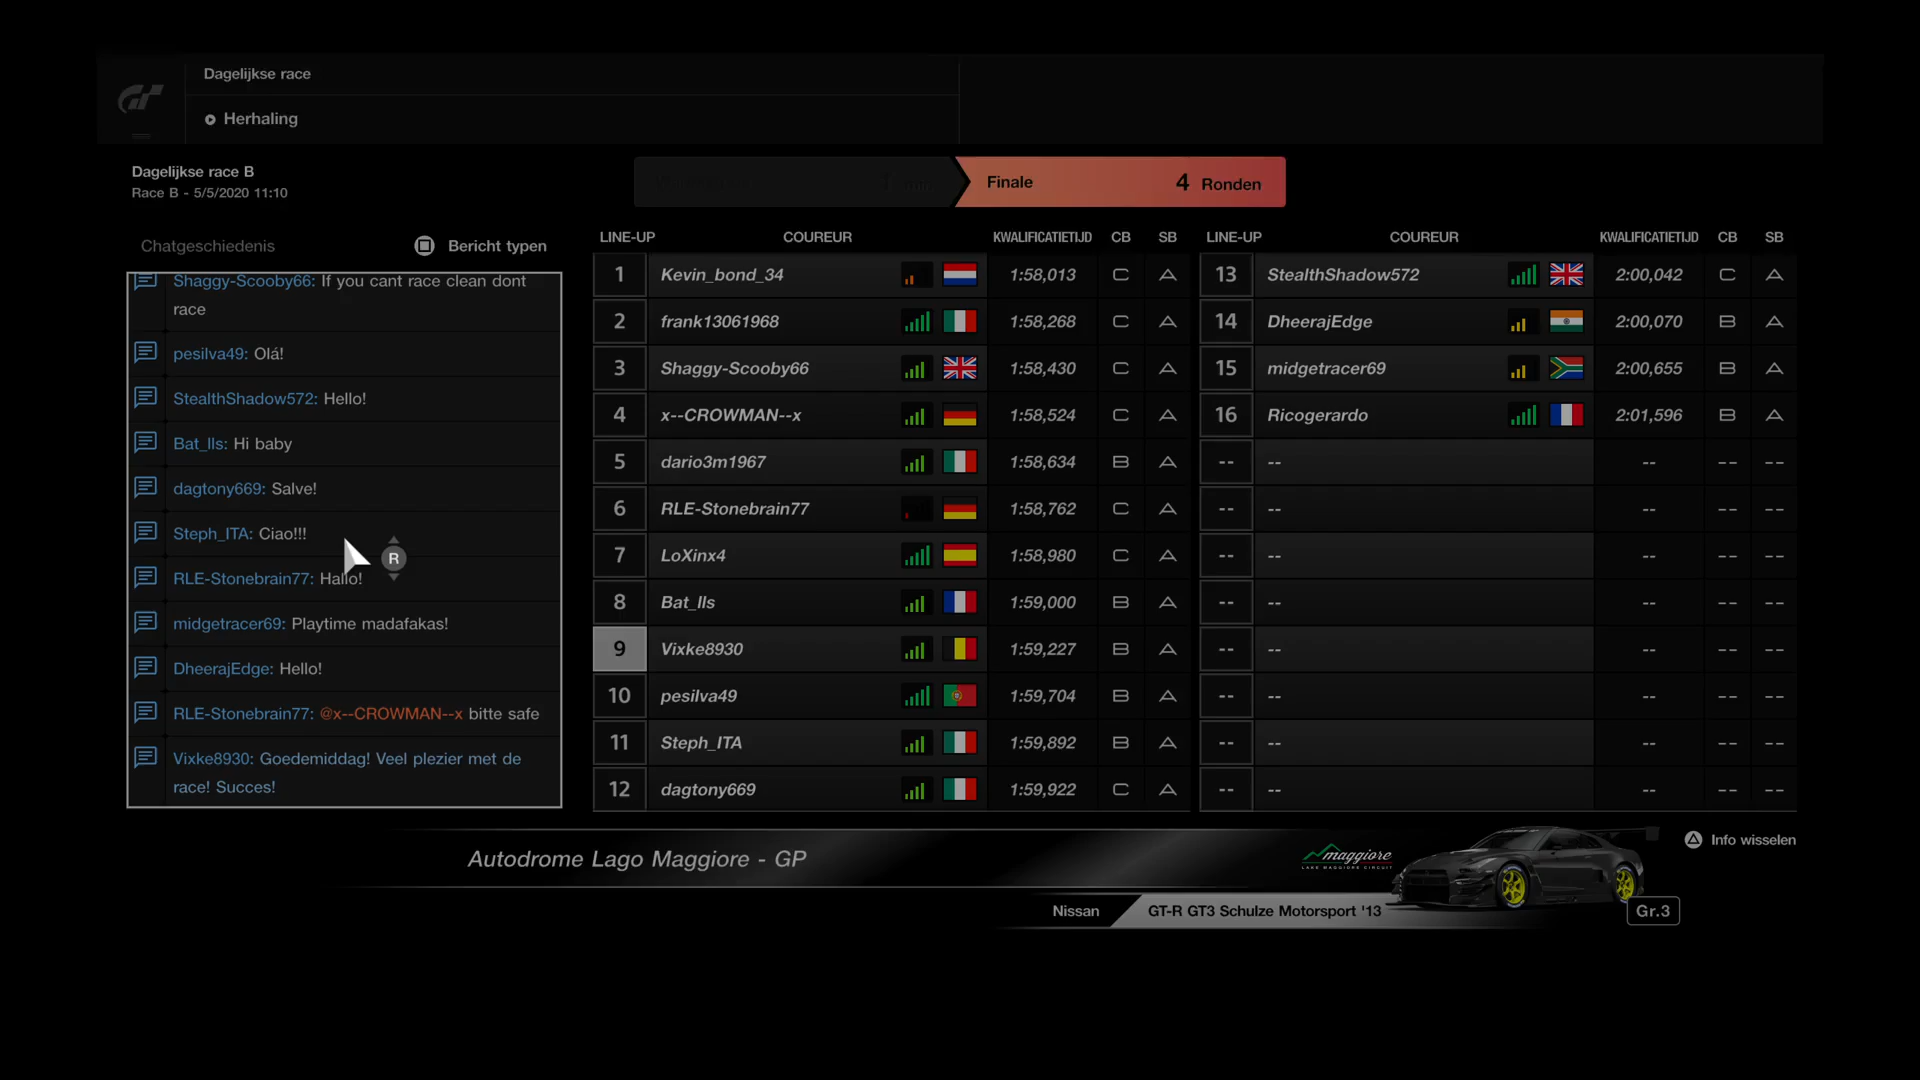 Dagelijkse race
Herhaling
Dagelijkse race B
Race B - 5/5/2020 11:10
Finale 4 Ronden
Chatgeschiedenis Bericht typen
Shaggy-Scooby66: If you cant race clean dont
race
pesilva49: Olá!
StealthShadow572: Hello!
Bat_lls: Hi baby
dagtony669: Salve!
Steph_ITA: Ciao!!!
R
RLE-Stonebrain77: Hallo!
midgetracer69: Playtime madafakas!
DheerajEdge: Hello!
RLE-Stonebrain77: @x--CROWMAN--x bitte safe
Vixke8930: Goedemiddag! Veel plezier met de
race! Succes!
LINE-UP COUREUR KWALIFICATIETIJD CB SB
1 Kevin_bond_34 1:58,013 C A
2 frank13061968 1:58,268 C A
3 Shaggy-Scooby66 1:58,430 C A
4 x--CROWMAN--x 1:58,524 C A
5 dario3m1967 1:58,634 B A
6 RLE-Stonebrain77 1:58,762 C A
7 LoXinx4 1:58,980 C A
8 Bat_lls 1:59,000 B A
9 Vixke8930 1:59,227 B A
10 pesilva49 1:59,704 B A
11 Steph_ITA 1:59,892 B A
12 dagtony669 1:59,922 C A
LINE-UP COUREUR KWALIFICATIETIJD CB SB
13 StealthShadow572 2:00,042 C A
14 DheerajEdge 2:00,070 B A
15 midgetracer69 2:00,655 B A
16 Ricogerardo 2:01,596 B A
-- -- -- -- --
-- -- -- -- --
-- -- -- -- --
-- -- -- -- --
-- -- -- -- --
-- -- -- -- --
-- -- -- -- --
-- -- -- -- --
Autodrome Lago Maggiore - GP
maggiore
LAKE MAGGIORE CIRCUIT
Info wisselen
Nissan GT-R GT3 Schulze Motorsport '13
Gr.3